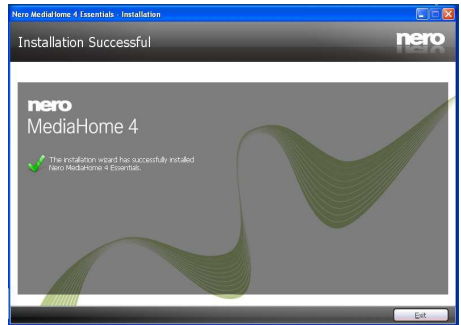 Nero MediaHome 4 Essentials - Installation
Installation Successful
nero
nero
MediaHome 4
The installation wizard has successfully installed
Nero MediaHome 4 Essentials.
Exit